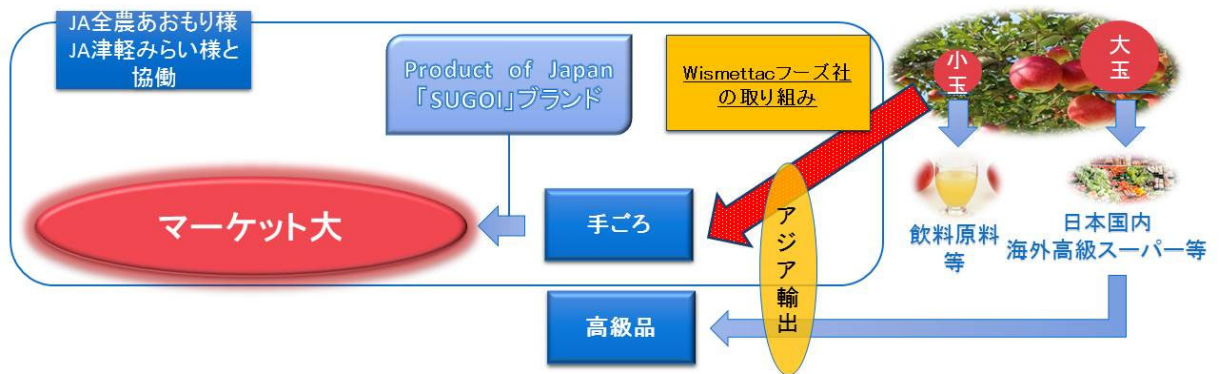 JA全農あおもり様
JA津軽みらい様と
協働
Product of Japan
「SUGOI」ブランド
Wismettacフーズ社
の取り組み
小玉
大玉
マーケット大
手ごろ
アジア輸出
飲料原料
等
日本国内
海外高級スーパー等
高級品